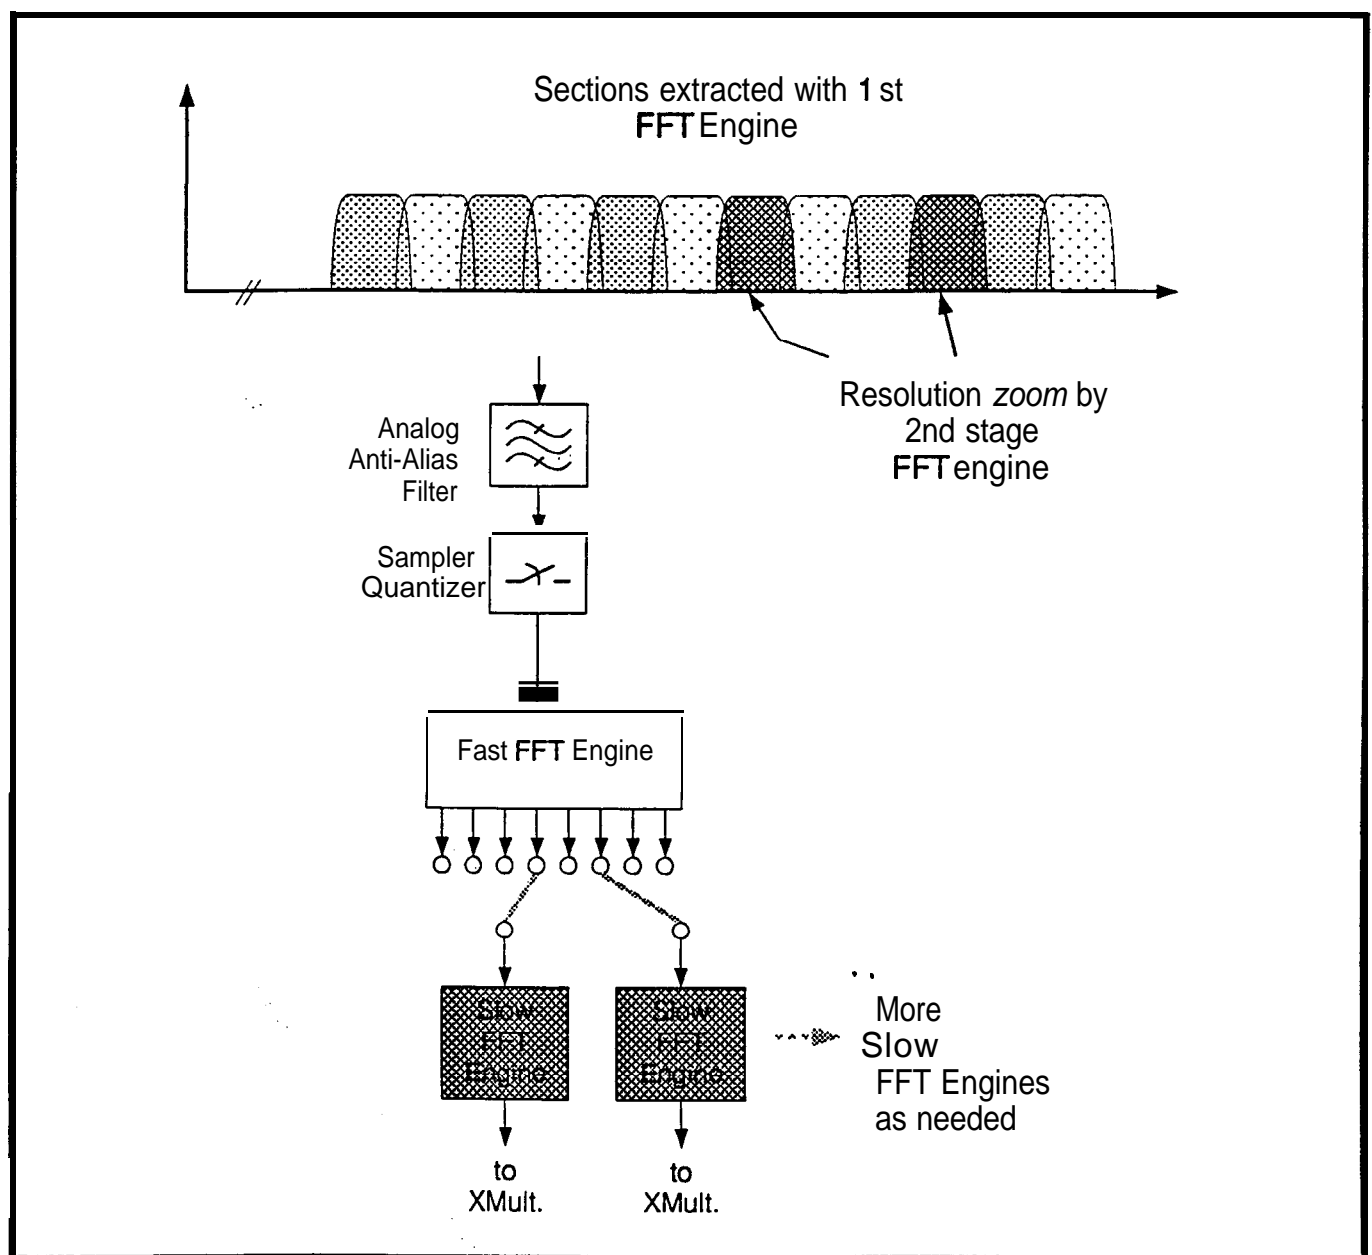 Sections extracted with 1 st
FFT Engine
Resolution zoom by
2nd stage
FFT engine
Analog
Anti-Alias
Filter
Sampler
Quantizer
Fast FFT Engine
Slow
FFT
Engine
Slow
FFT
Engine
More
Slow
FFT Engines
as needed
to
XMult.
to
XMult.